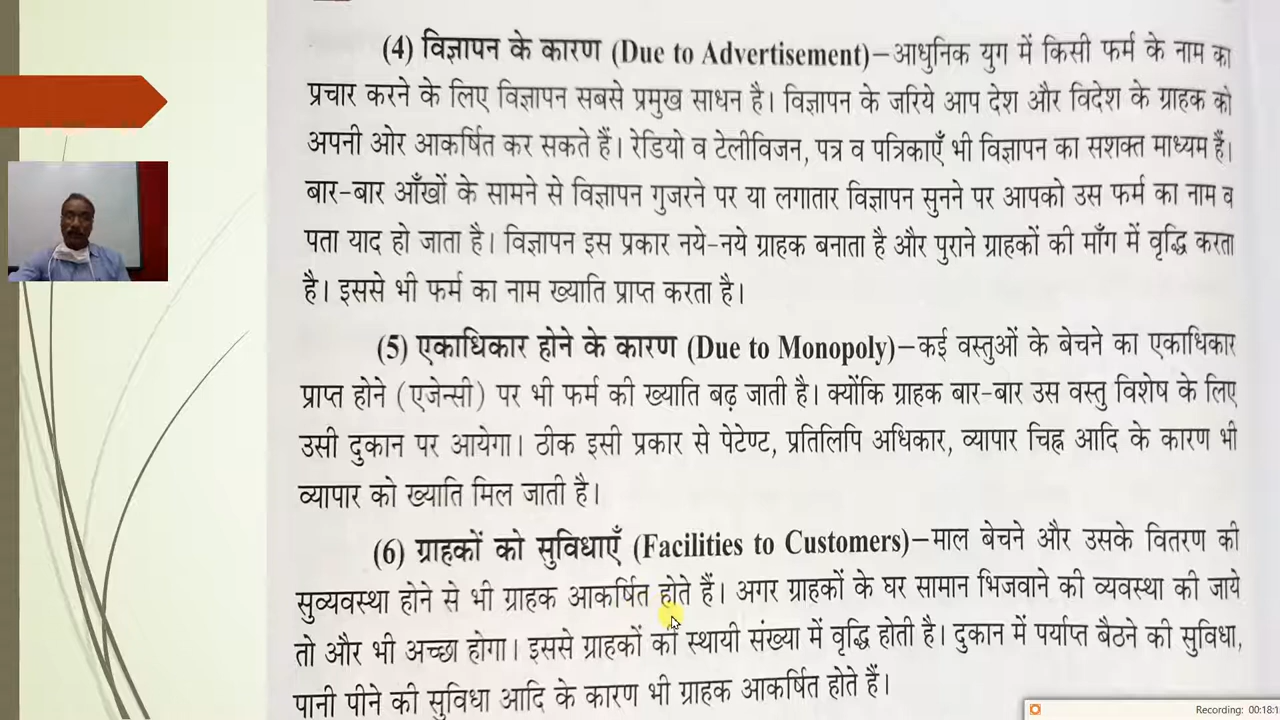 (4) विज्ञापन के कारण (Due to Advertisement)–आधुनिक युग में किसी फर्म के नाम का
प्रचार करने के लिए विज्ञापन सबसे प्रमुख साधन है। विज्ञापन के जरिये आप देश और विदेश के ग्राहक को
अपनी ओर आकर्षित कर सकते हैं। रेडियो व टेलीविजन, पत्र व पत्रिकाएँ भी विज्ञापन का सशक्त माध्यम हैं।
बार-बार आँखों के सामने से विज्ञापन गुजरने पर या लगातार विज्ञापन सुनने पर आपको उस फर्म का नाम व
पता याद हो जाता है। विज्ञापन इस प्रकार नये-नये ग्राहक बनाता है और पुराने ग्राहकों की माँग में वृद्धि करता
है। इससे भी फर्म का नाम ख्याति प्राप्त करता है।
(5) एकाधिकार होने के कारण (Due to Monopoly)–कई वस्तुओं के बेचने का एकाधिकार
प्राप्त होने (एजेन्सी) पर भी फर्म की ख्याति बढ़ जाती है। क्योंकि ग्राहक बार-बार उस वस्तु विशेष के लिए
उसी दुकान पर आयेगा। ठीक इसी प्रकार से पेटेण्ट, प्रतिलिपि अधिकार, व्यापार चिह्न आदि के कारण भी
व्यापार को ख्याति मिल जाती है।
(6) ग्राहकों को सुविधाएँ (Facilities to Customers)–माल बेचने और उसके वितरण की
सुव्यवस्था होने से भी ग्राहक आकर्षित होते हैं। अगर ग्राहकों के घर सामान भिजवाने की व्यवस्था की जाये
तो और भी अच्छा होगा। इससे ग्राहकों की स्थायी संख्या में वृद्धि होती है। दुकान में पर्याप्त बैठने की सुविधा,
पानी पीने की सुविधा आदि के कारण भी ग्राहक आकर्षित होते हैं।
Recording: 00:18:1